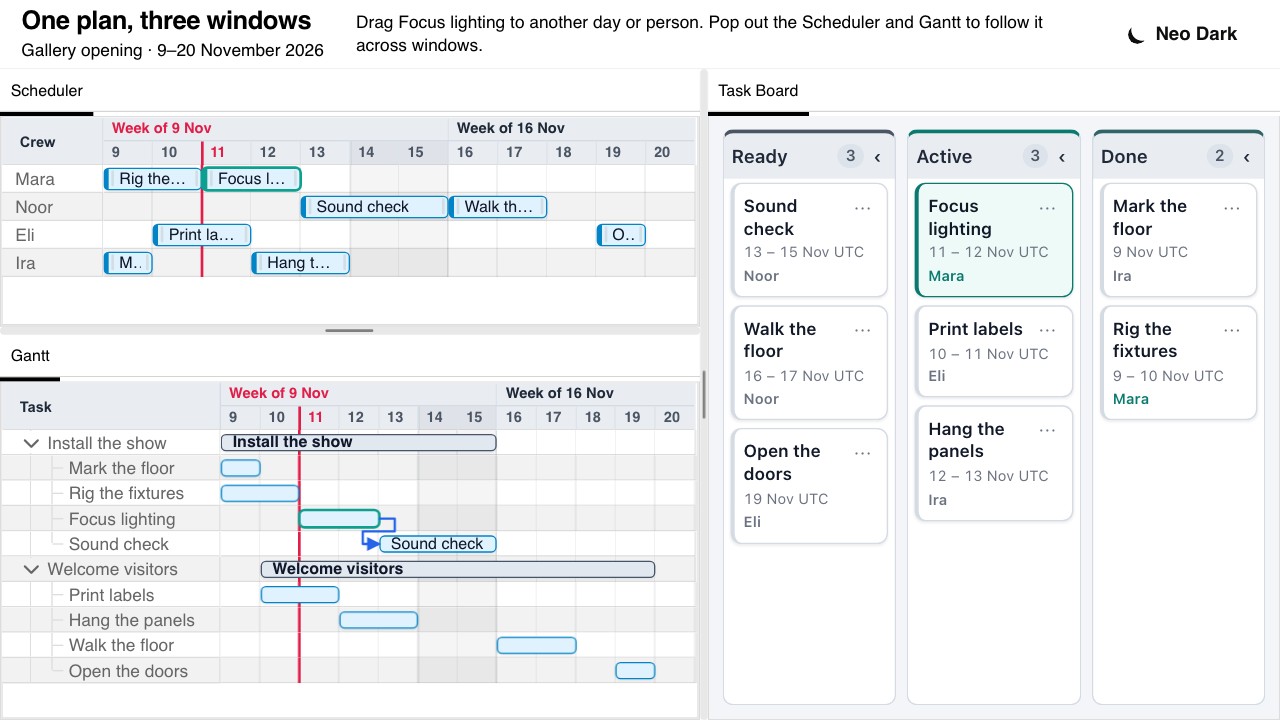 One plan, three windows
Gallery opening · 9–20 November 2026
Drag Focus lighting to another day or person. Pop out the Scheduler and Gantt to follow it
across windows.
Neo Dark
Scheduler
Crew
Week of 9 Nov
Week of 16 Nov
9 10 11 12 13 14 15 16 17 18 19 20
Mara
Rig the…
Focus l…
Noor
Sound check
Walk th…
Eli
Print la…
O..
Ira
M..
Hang t…
Gantt
Task
Week of 9 Nov
Week of 16 Nov
9 10 11 12 13 14 15 16 17 18 19 20
Install the show
Install the show
Mark the floor
Rig the fixtures
Focus lighting
Sound check
Sound check
Welcome visitors
Welcome visitors
Print labels
Hang the panels
Walk the floor
Open the doors
Task Board
Ready 3
Sound
check
13 – 15 Nov UTC
Noor
Walk the
floor
16 – 17 Nov UTC
Noor
Open the
doors
19 Nov UTC
Eli
Active 3
Focus
lighting
11 – 12 Nov UTC
Mara
Print labels
10 – 11 Nov UTC
Eli
Hang the
panels
12 – 13 Nov UTC
Ira
Done 2
Mark the
floor
9 Nov UTC
Ira
Rig the
fixtures
9 – 10 Nov UTC
Mara